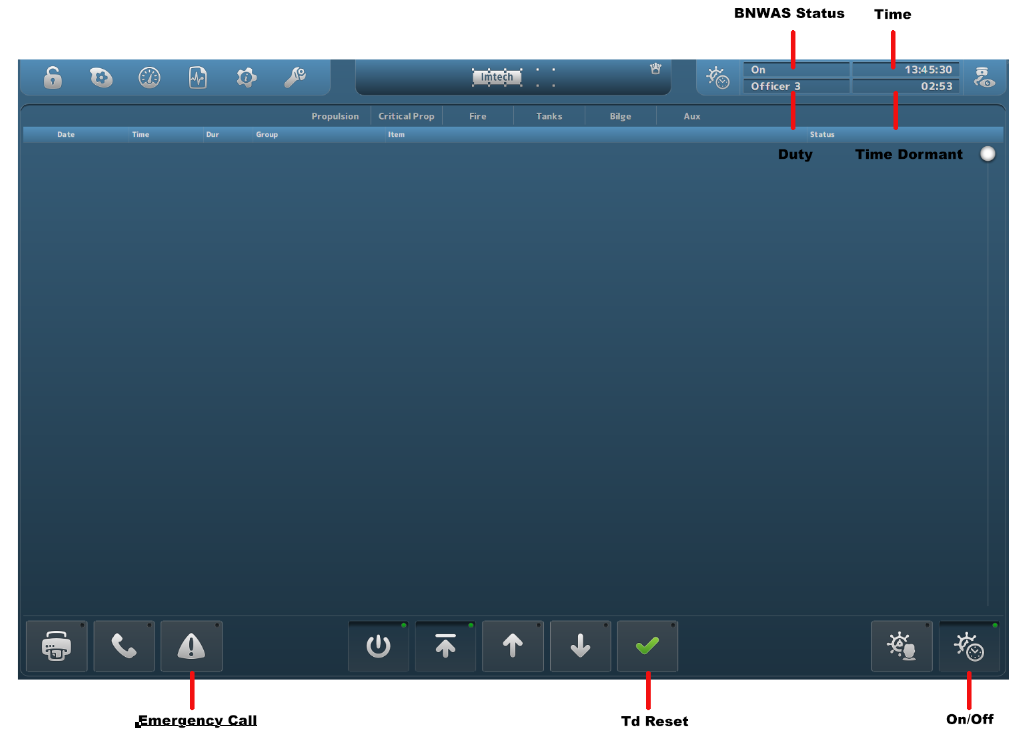 BNWAS Status Time
Imtech
On 13:45:30
Officer 3 02:53
Propulsion Critical Prop Fire Tanks Bilge Aux
Date Time Dur Group Item Status
Duty Time Dormant
Emergency Call Td Reset On/Off